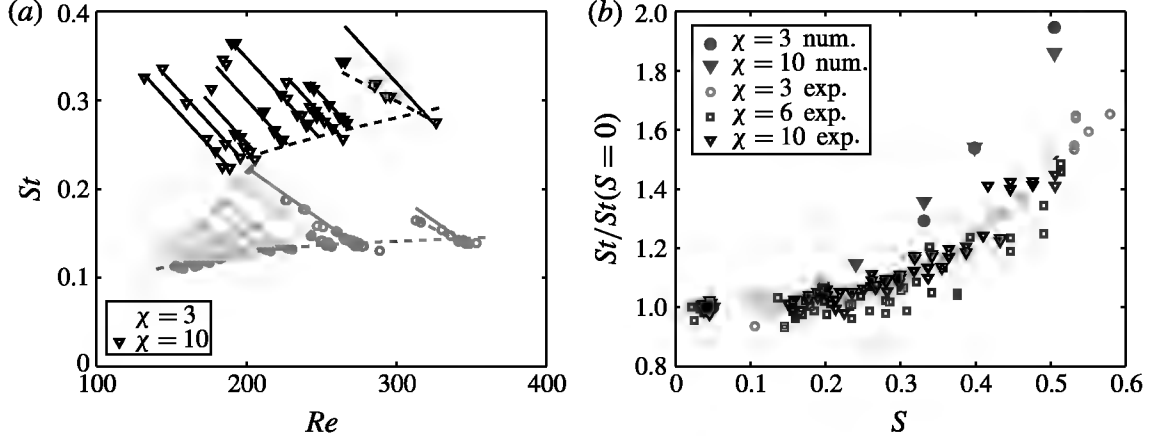 (a)
0.4
0.3
0.2
0.1
0
St
χ = 3
χ = 10
100
200
300
400
Re
(b)
2.0
1.8
1.6
1.4
1.2
1.0
0.8
St/St(S = 0)
χ = 3 num.
χ = 10 num.
χ = 3 exp.
χ = 6 exp.
χ = 10 exp.
0
0.1
0.2
0.3
0.4
0.5
0.6
S